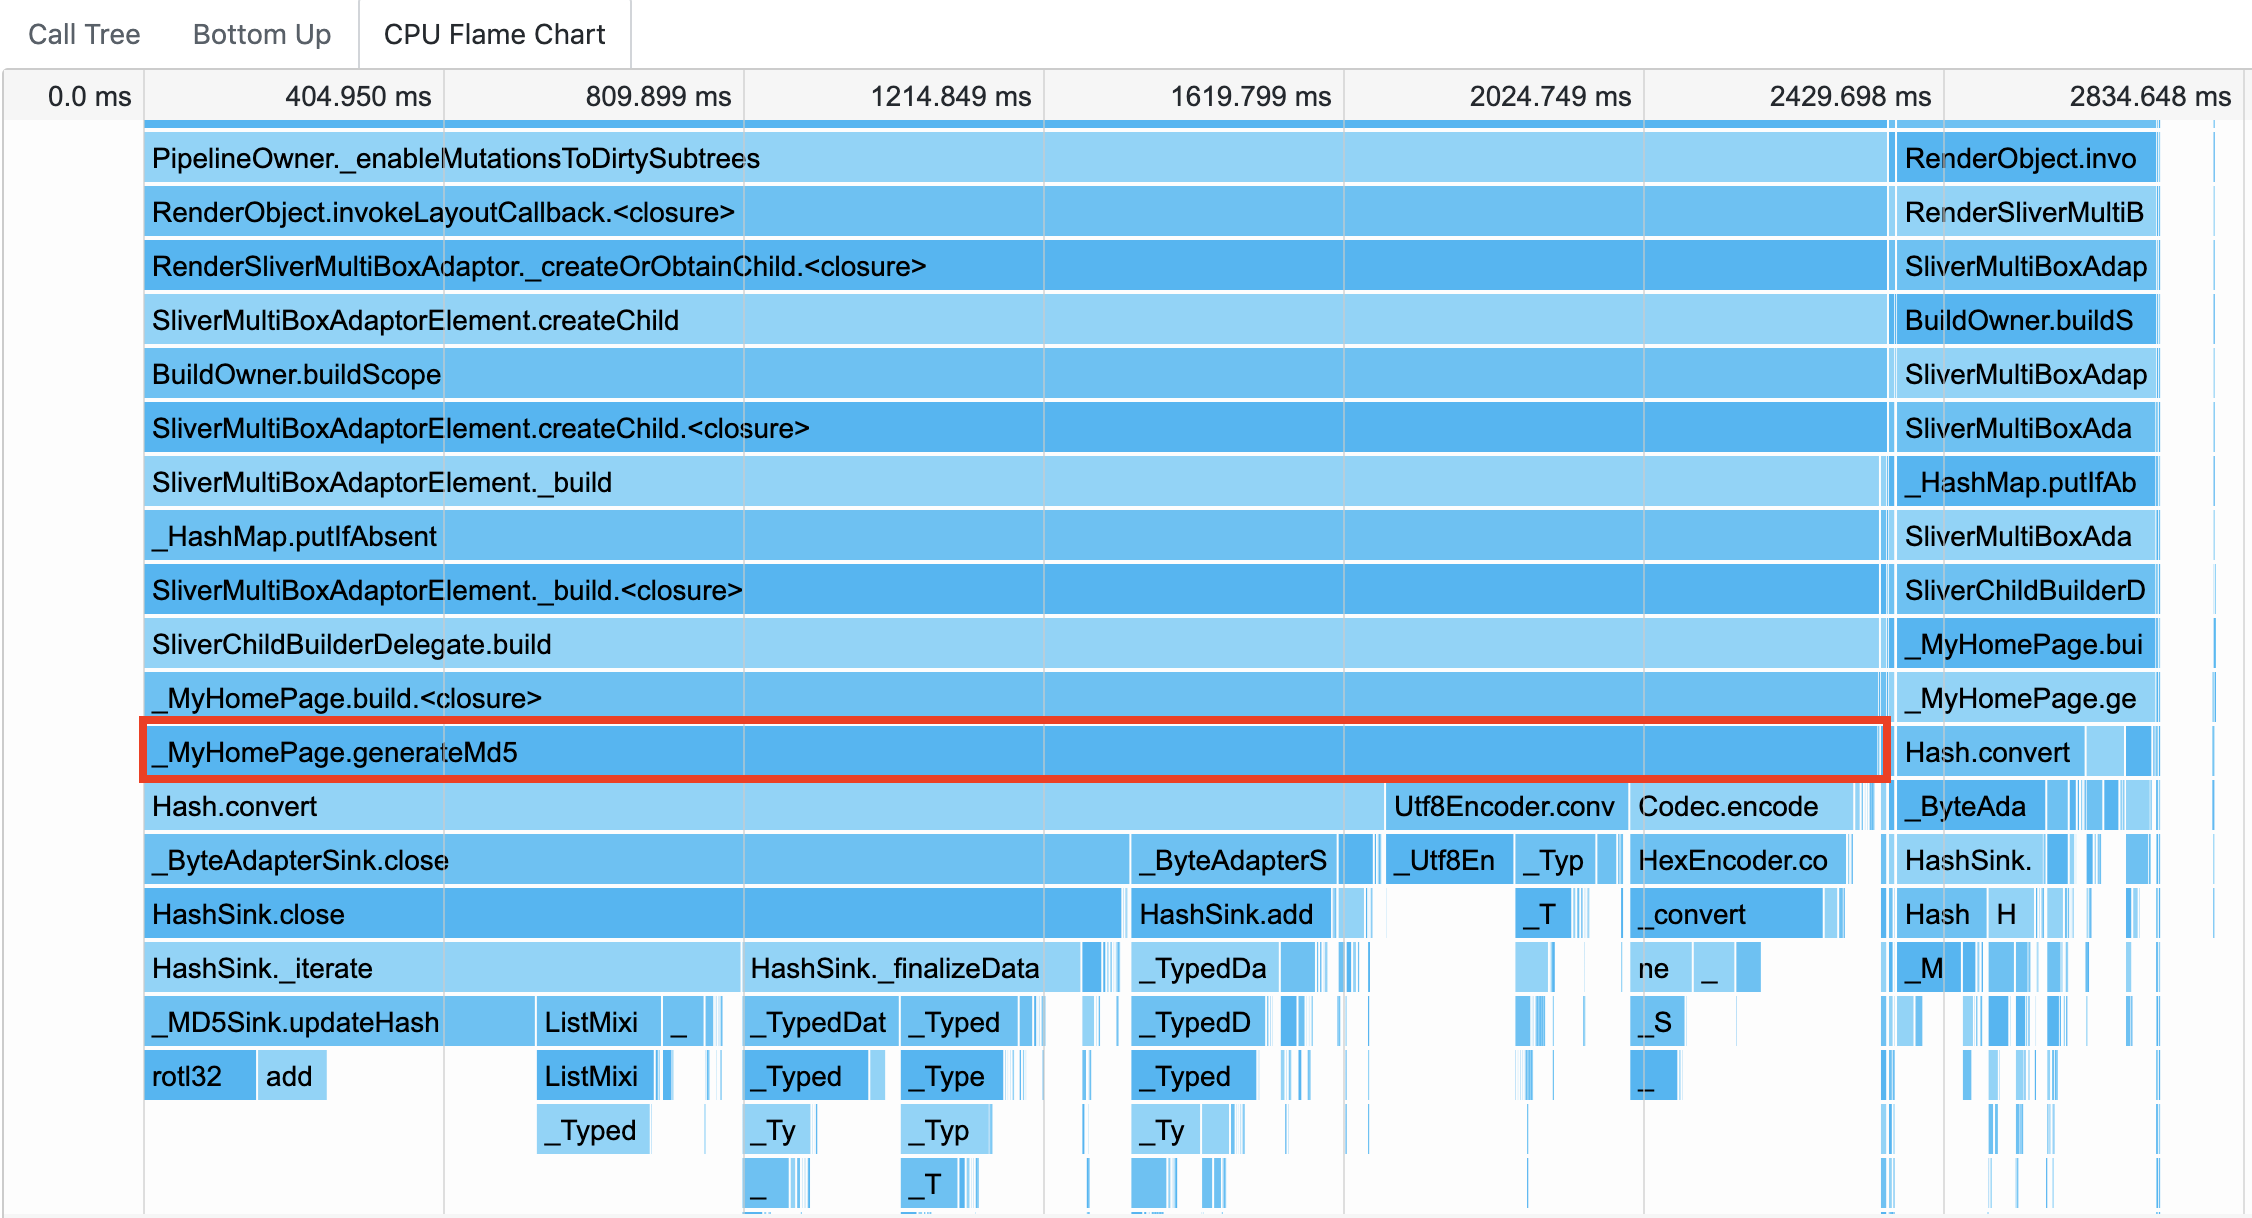 Call Tree Bottom Up CPU Flame Chart
0.0 ms 404.950 ms 809.899 ms 1214.849 ms 1619.799 ms 2024.749 ms 2429.698 ms 2834.648 ms
PipelineOwner._enableMutationsToDirtySubtrees RenderObject.invo
RenderObject.invokeLayoutCallback.<closure> RenderSliverMultiB
RenderSliverMultiBoxAdaptor._createOrObtainChild.<closure> SliverMultiBoxAdap
SliverMultiBoxAdaptorElement.createChild BuildOwner.buildS
BuildOwner.buildScope SliverMultiBoxAdap
SliverMultiBoxAdaptorElement.createChild.<closure> SliverMultiBoxAda
SliverMultiBoxAdaptorElement._build _HashMap.putIfAb
_HashMap.putIfAbsent SliverMultiBoxAda
SliverMultiBoxAdaptorElement._build.<closure> SliverChildBuilderD
SliverChildBuilderDelegate.build _MyHomePage.bui
_MyHomePage.build.<closure> _MyHomePage.ge
_MyHomePage.generateMd5 Hash.convert
Hash.convert Utf8Encoder.conv Codec.encode _ByteAda
_ByteAdapterSink.close _ByteAdapterS _Utf8En _Typ HexEncoder.co HashSink.
HashSink.close HashSink.add _T _convert Hash H
HashSink._iterate HashSink._finalizeData _TypedDa ne _ _M
_MD5Sink.updateHash ListMixi _ _TypedDat _Typed _TypedD _S
rotl32 add ListMixi _Typed _Type _Typed _
_Typed _Ty _Typ _Ty
_ _T